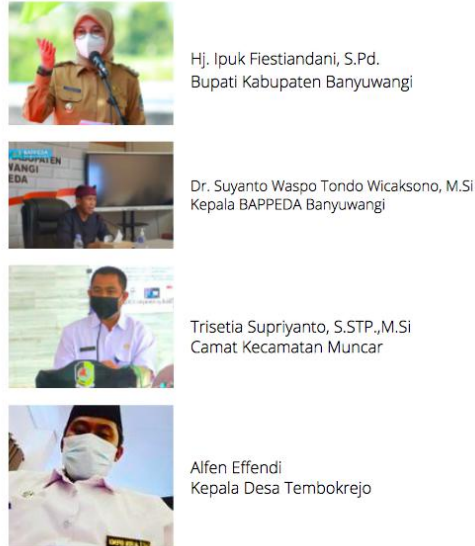 Hj. Ipuk Fiestiandani, S.Pd.
Bupati Kabupaten Banyuwangi
BAPPEDA
Dr. Suyanto Waspo Tondo Wicaksono, M.Si
Kepala BAPPEDA Banyuwangi
Trisetia Supriyanto, S.STP.,M.Si
Camat Kecamatan Muncar
Alfen Effendi
Kepala Desa Tembokrejo